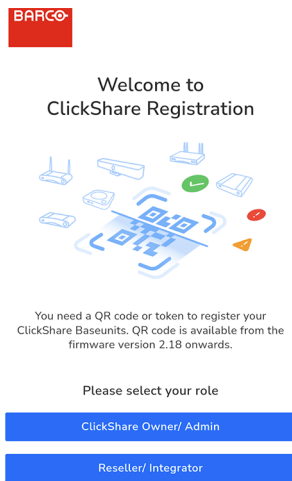 BARCO
Welcome to
ClickShare Registration
You need a QR code or token to register your
ClickShare Baseunits. QR code is available from the
firmware version 2.18 onwards.
Please select your role
ClickShare Owner/ Admin
Reseller/ Integrator